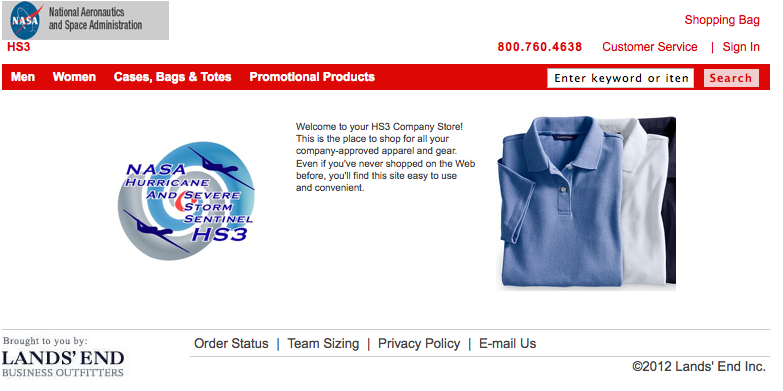 NASA
National Aeronautics
and Space Administration
Shopping Bag
HS3
800.760.4638 Customer Service | Sign In
Men Women Cases, Bags & Totes Promotional Products Enter keyword or iten Search
Welcome to your HS3 Company Store!
This is the place to shop for all your
company-approved apparel and gear.
Even if you've never shopped on the Web
before, you'll find this site easy to use
and convenient.
NASA
Hurricane
And Severe
Storm
Sentinel
HS3
Brought to you by:
LANDS' END
BUSINESS OUTFITTERS
Order Status | Team Sizing | Privacy Policy | E-mail Us
©2012 Lands' End Inc.